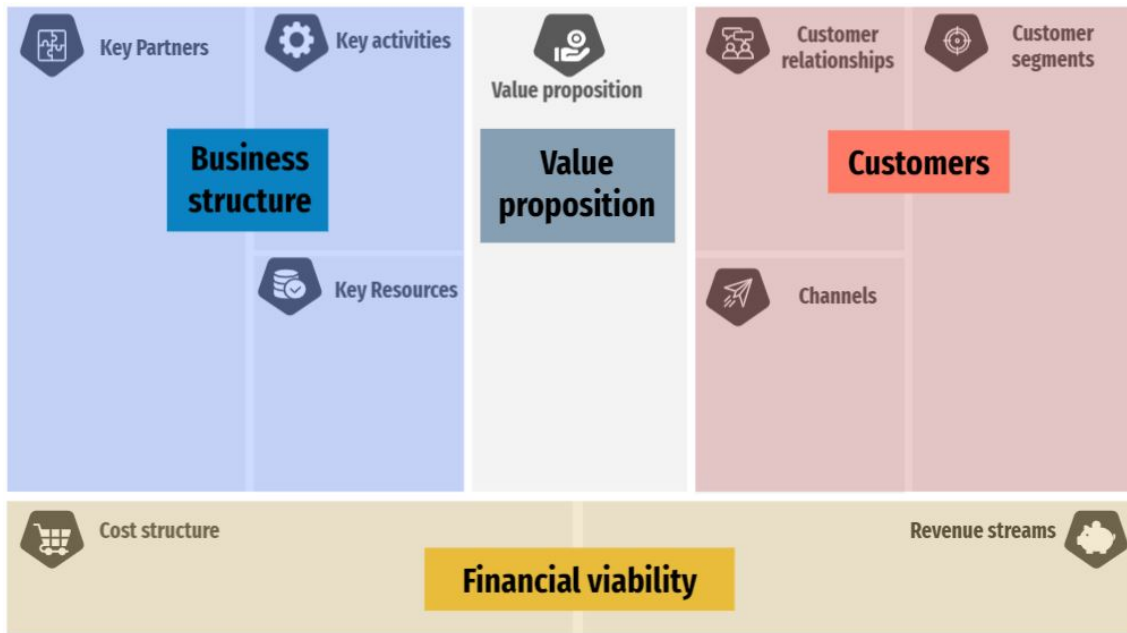 Key Partners
Key activities
Value proposition
Customer
relationships
Customer
segments
Business
structure
Value
proposition
Customers
Key Resources
Channels
Cost structure
Revenue streams
Financial viability